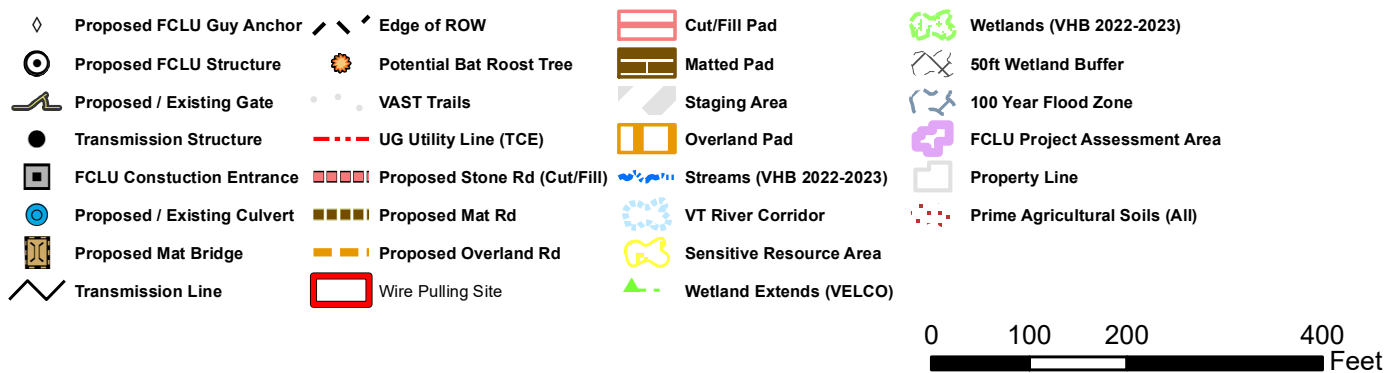 Proposed FCLU Guy Anchor
Proposed FCLU Structure
Proposed / Existing Gate
Transmission Structure
FCLU Constuction Entrance
Proposed / Existing Culvert
Proposed Mat Bridge
Transmission Line
Edge of ROW
Potential Bat Roost Tree
VAST Trails
UG Utility Line (TCE)
Proposed Stone Rd (Cut/Fill)
Proposed Mat Rd
Proposed Overland Rd
Wire Pulling Site
Cut/Fill Pad
Matted Pad
Staging Area
Overland Pad
Streams (VHB 2022-2023)
VT River Corridor
Sensitive Resource Area
Wetland Extends (VELCO)
Wetlands (VHB 2022-2023)
50ft Wetland Buffer
100 Year Flood Zone
FCLU Project Assessment Area
Property Line
Prime Agricultural Soils (All)
0 100 200 400
Feet